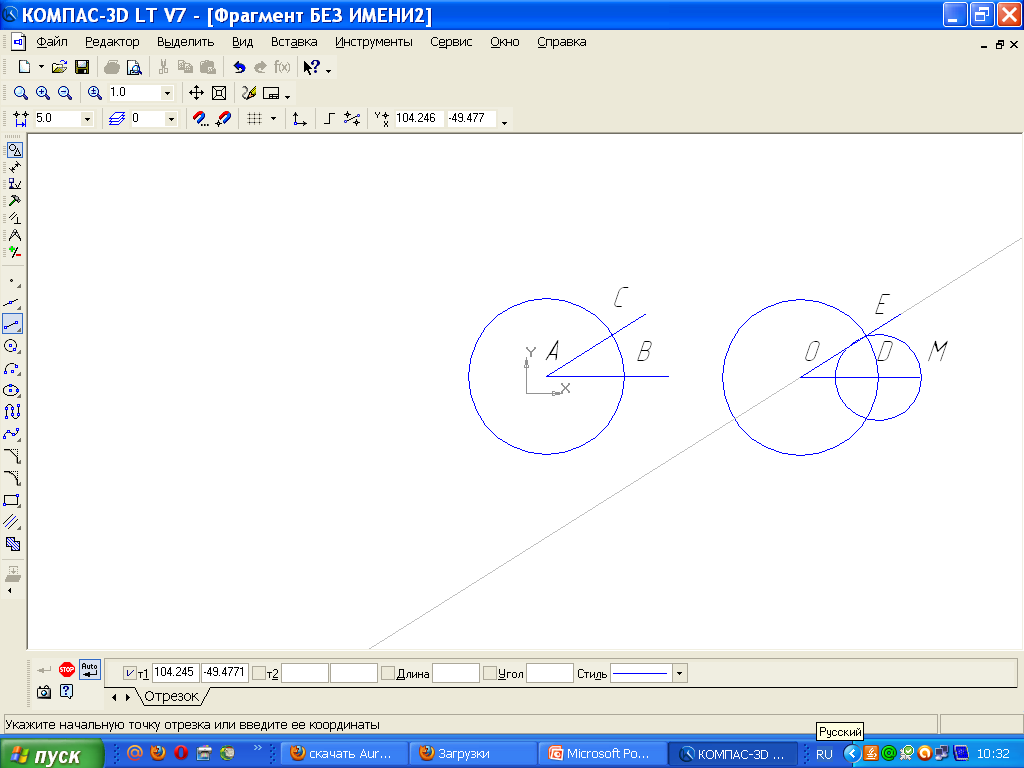 КОМПАС-3D LT V7 - [Фрагмент БЕЗ ИМЕНИ2]
Файл Редактор Выделить Вид Вставка Инструменты Сервис Окно Справка
f(x)
1.0
5.0 0 104.246 -49.477
C E
Y A B O D M
X
STOP Auto т1 104.245 -49.4771 т2 Длина Угол Стиль
Отрезок
Укажите начальную точку отрезка или введите ее координаты
Русский
пуск скачать Aur... Загрузки Microsoft Po... КОМПАС-3D ... RU 10:32